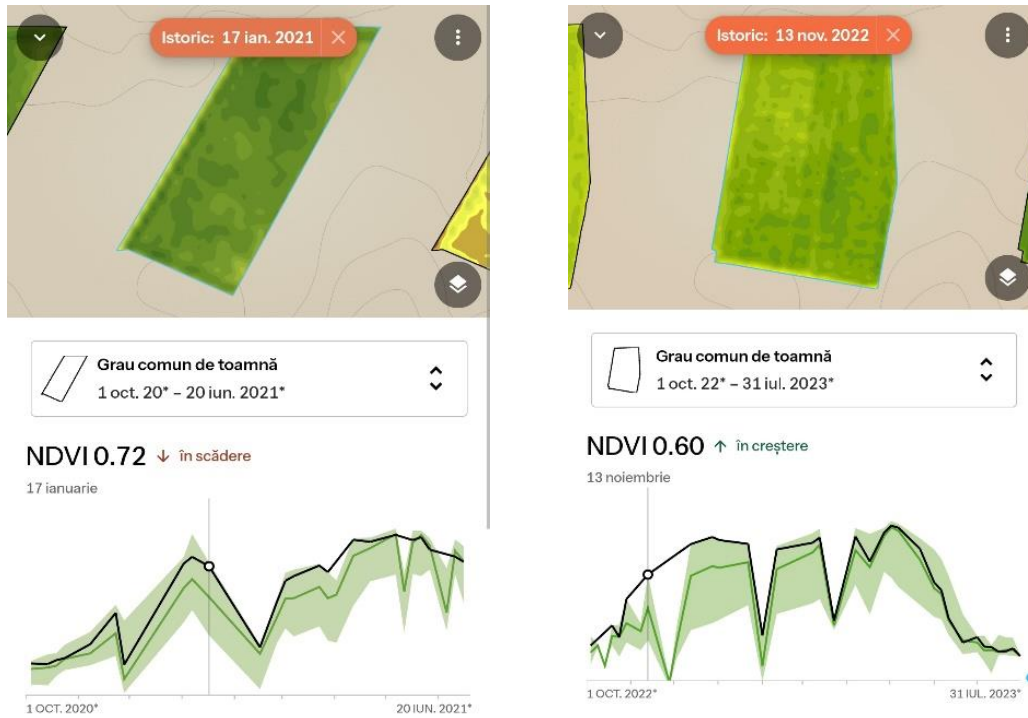 Istoric: 17 ian. 2021
Grau comun de toamnă
1 oct. 20* – 20 iun. 2021*
NDVI 0.72 ↓ în scădere
17 ianuarie
1 OCT. 2020*
20 IUN. 2021*
Istoric: 13 nov. 2022
Grau comun de toamnă
1 oct. 22* – 31 iul. 2023*
NDVI 0.60 ↑ în creștere
13 noiembrie
1 OCT. 2022*
31 IUL. 2023*